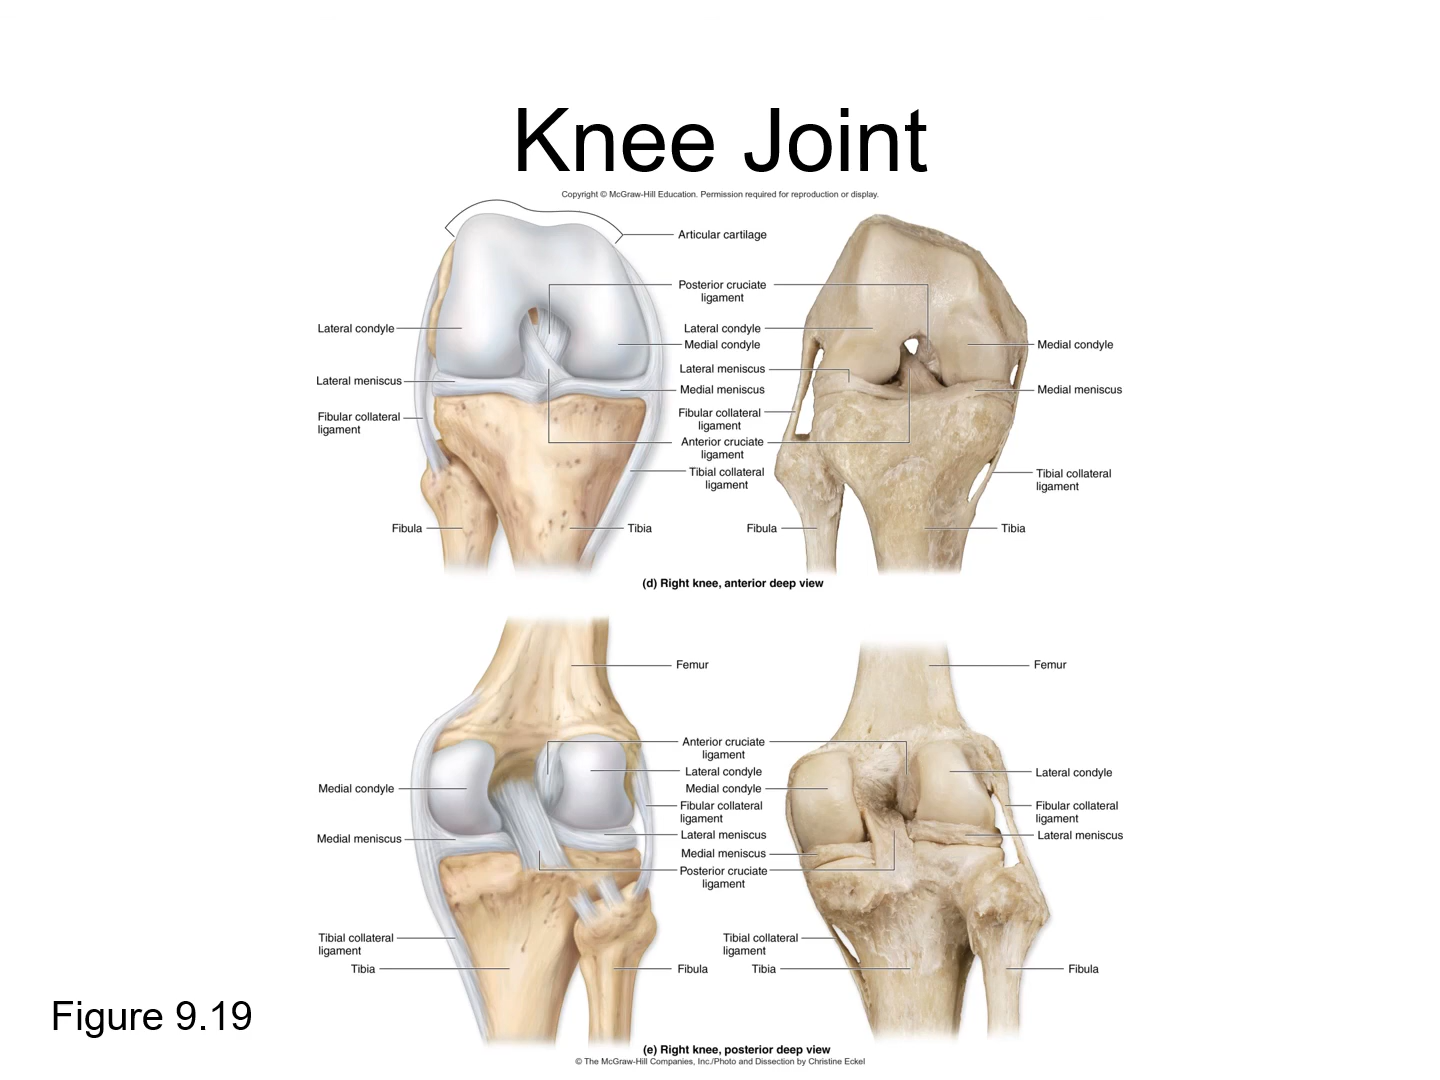 Knee Joint
Copyright © McGraw-Hill Education. Permission required for reproduction or display.
Articular cartilage
Posterior cruciate
ligament
Lateral condyle
Lateral condyle
Medial condyle
Medial condyle
Lateral meniscus
Lateral meniscus
Medial meniscus
Medial meniscus
Fibular collateral
ligament
Fibular collateral
ligament
Anterior cruciate
ligament
Tibial collateral
ligament
Tibial collateral
ligament
Fibula
Tibia
Fibula
Tibia
(d) Right knee, anterior deep view
Femur
Femur
Anterior cruciate
ligament
Lateral condyle
Lateral condyle
Medial condyle
Medial condyle
Fibular collateral
ligament
Fibular collateral
ligament
Medial meniscus
Lateral meniscus
Lateral meniscus
Medial meniscus
Posterior cruciate
ligament
Tibial collateral
ligament
Tibial collateral
ligament
Tibia
Fibula
Tibia
Fibula
Figure 9.19
(e) Right knee, posterior deep view
© The McGraw-Hill Companies, Inc./Photo and Dissection by Christine Eckel